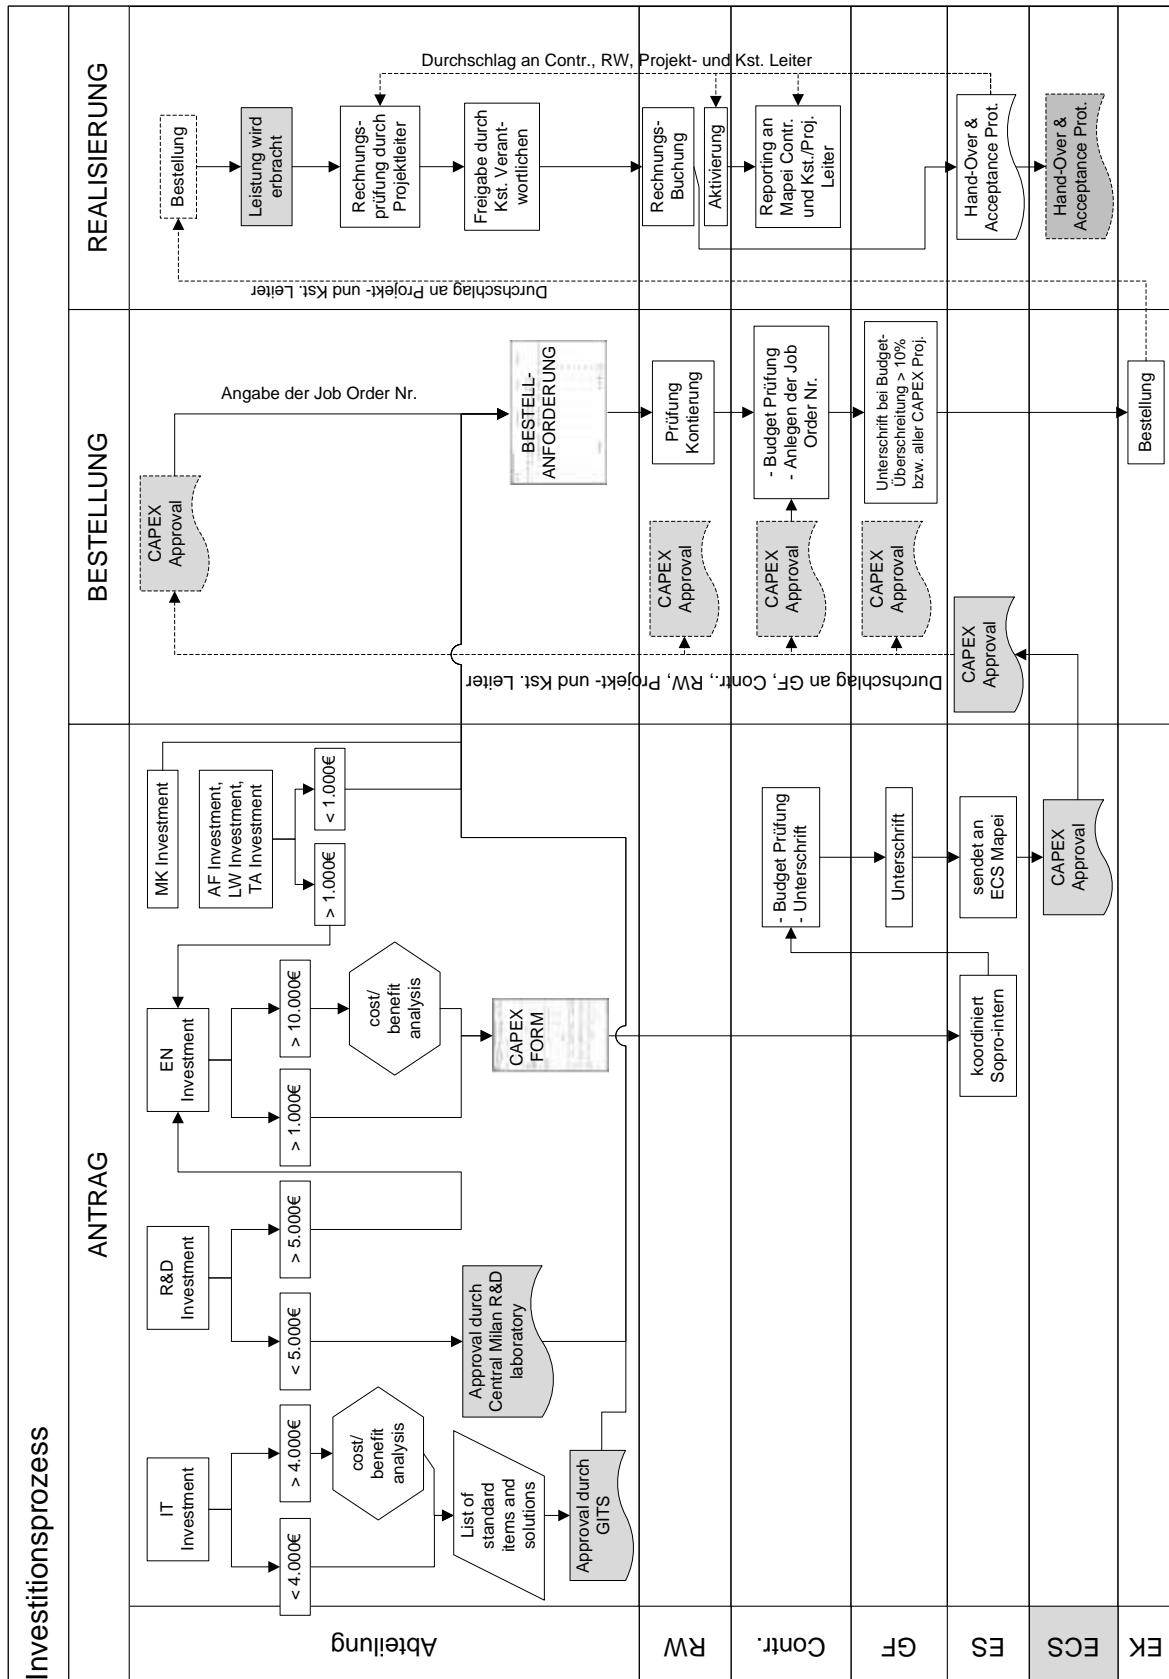 Investitionsprozess
ANTRAG
BESTELLUNG
REALISIERUNG
Abteilung
RW
Contr.
GF
ES
ECS
EK
IT
Investment
< 4.000€
> 4.000€
cost/
benefit
analysis
List of
standard
items and
solutions
Approval durch
GITS
R&D
Investment
< 5.000€
> 5.000€
Approval durch
Central Milan R&D
laboratory
EN
Investment
> 1.000€
> 10.000€
cost/
benefit
analysis
CAPEX
FORM
MK Investment
AF Investment,
LW Investment,
TA Investment
> 1.000€
< 1.000€
koordiniert
Sopro-intern
- Budget Prüfung
- Unterschrift
Unterschrift
sendet an
ECS Mapei
CAPEX
Approval
CAPEX
Approval
Durchschlag an GF, Contr., RW, Projekt- und Kst. Leiter
CAPEX
Approval
CAPEX
Approval
CAPEX
Approval
CAPEX
Approval
Angabe der Job Order Nr.
BESTELL-
ANFORDERUNG
Prüfung
Kontierung
- Budget Prüfung
- Anlegen der Job
Order Nr.
Unterschrift bei Budget-
Überschreitung > 10%
bzw. aller CAPEX Proj.
Bestellung
Durchschlag an Projekt- und Kst. Leiter
Bestellung
Leistung wird
erbracht
Rechnungs-
prüfung durch
Projektleiter
Freigabe durch
Kst. Verant-
wortlichen
Rechnungs-
Buchung
Aktivierung
Reporting an
Mapei Contr.
und Kst./Proj.
Leiter
Hand-Over &
Acceptance Prot.
Hand-Over &
Acceptance Prot.
Durchschlag an Contr., RW, Projekt- und Kst. Leiter